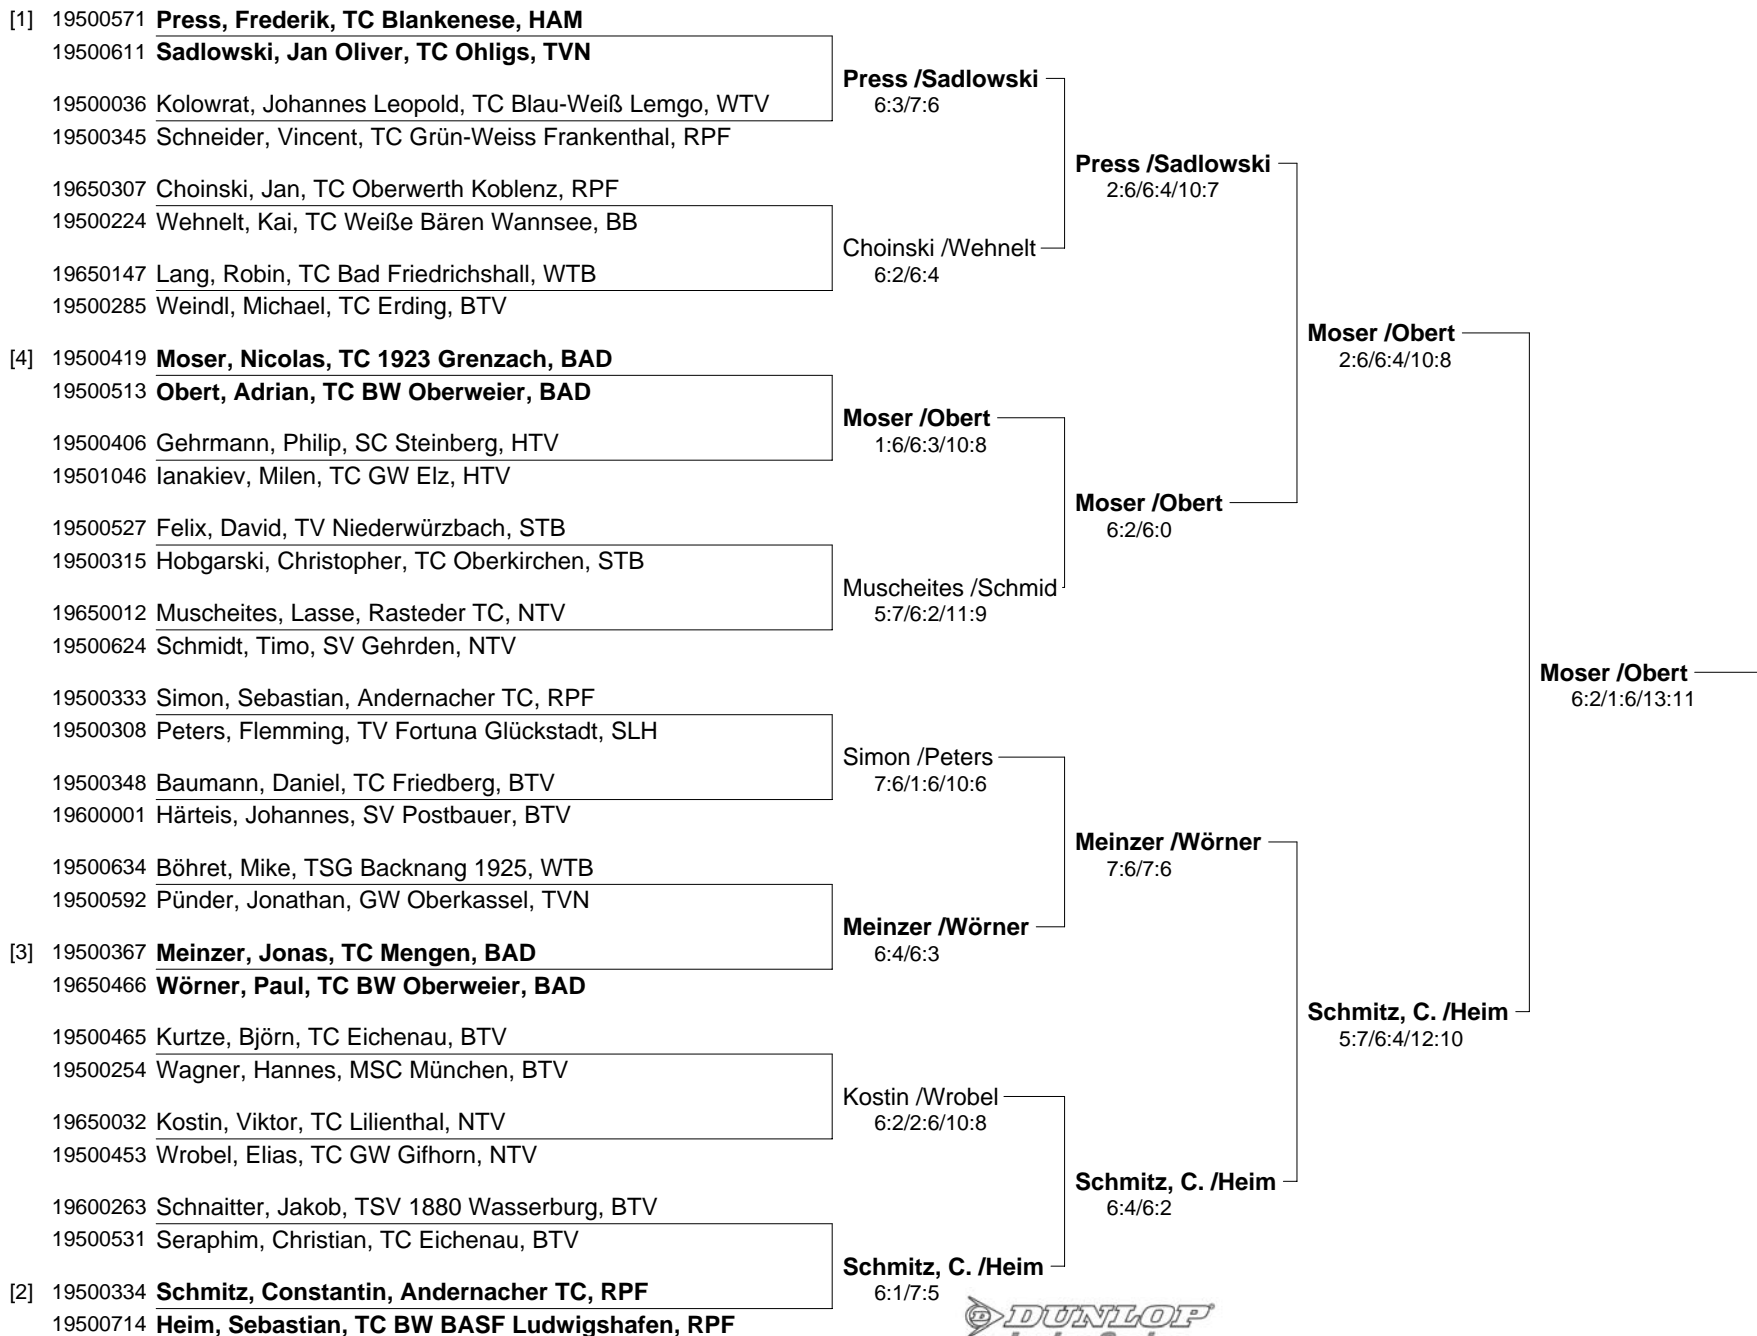 [1] 19500571 Press, Frederik, TC Blankenese, HAM
19500611 Sadlowski, Jan Oliver, TC Ohligs, TVN
Press /Sadlowski
19500036 Kolowrat, Johannes Leopold, TC Blau-Weiß Lemgo, WTV
6:3/7:6
19500345 Schneider, Vincent, TC Grün-Weiss Frankenthal, RPF
Press /Sadlowski
19650307 Choinski, Jan, TC Oberwerth Koblenz, RPF
2:6/6:4/10:7
19500224 Wehnelt, Kai, TC Weiße Bären Wannsee, BB
Choinski /Wehnelt
19650147 Lang, Robin, TC Bad Friedrichshall, WTB
6:2/6:4
19500285 Weindl, Michael, TC Erding, BTV
Moser /Obert
[4] 19500419 Moser, Nicolas, TC 1923 Grenzach, BAD
2:6/6:4/10:8
19500513 Obert, Adrian, TC BW Oberweier, BAD
Moser /Obert
19500406 Gehrmann, Philip, SC Steinberg, HTV
1:6/6:3/10:8
19501046 Ianakiev, Milen, TC GW Elz, HTV
Moser /Obert
19500527 Felix, David, TV Niederwürzbach, STB
6:2/6:0
19500315 Hobgarski, Christopher, TC Oberkirchen, STB
Muscheites /Schmid
19650012 Muscheites, Lasse, Rasteder TC, NTV
5:7/6:2/11:9
19500624 Schmidt, Timo, SV Gehrden, NTV
Moser /Obert
19500333 Simon, Sebastian, Andernacher TC, RPF
6:2/1:6/13:11
19500308 Peters, Flemming, TV Fortuna Glückstadt, SLH
Simon /Peters
19500348 Baumann, Daniel, TC Friedberg, BTV
7:6/1:6/10:6
19600001 Härteis, Johannes, SV Postbauer, BTV
Meinzer /Wörner
19500634 Böhret, Mike, TSG Backnang 1925, WTB
7:6/7:6
19500592 Pünder, Jonathan, GW Oberkassel, TVN
Meinzer /Wörner
[3] 19500367 Meinzer, Jonas, TC Mengen, BAD
6:4/6:3
19650466 Wörner, Paul, TC BW Oberweier, BAD
Schmitz, C. /Heim
19500465 Kurtze, Björn, TC Eichenau, BTV
5:7/6:4/12:10
19500254 Wagner, Hannes, MSC München, BTV
Kostin /Wrobel
19650032 Kostin, Viktor, TC Lilienthal, NTV
6:2/2:6/10:8
19500453 Wrobel, Elias, TC GW Gifhorn, NTV
Schmitz, C. /Heim
19600263 Schnaitter, Jakob, TSV 1880 Wasserburg, BTV
6:4/6:2
19500531 Seraphim, Christian, TC Eichenau, BTV
Schmitz, C. /Heim
[2] 19500334 Schmitz, Constantin, Andernacher TC, RPF
6:1/7:5
DUNLOP
19500714 Heim, Sebastian, TC BW BASF Ludwigshafen, RPF